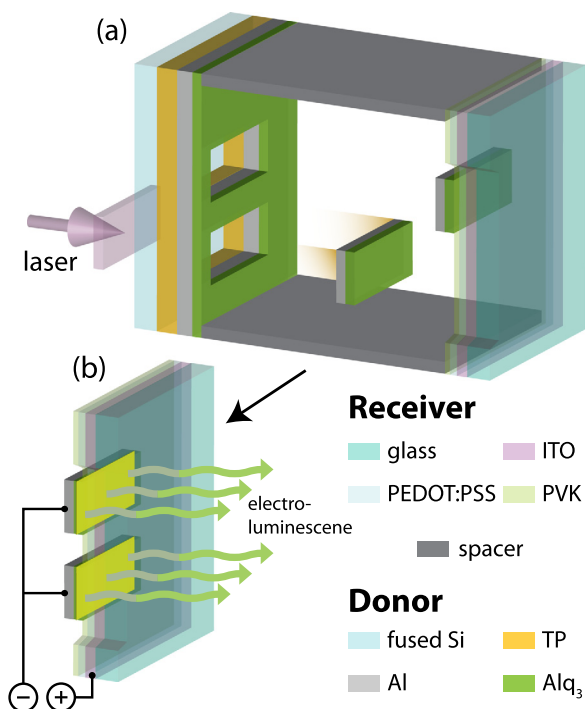 (a)
laser
(b)
electro-
luminescene
Receiver
glass
ITO
PEDOT:PSS
PVK
spacer
Donor
fused Si
TP
Al
Alq₃
−
+